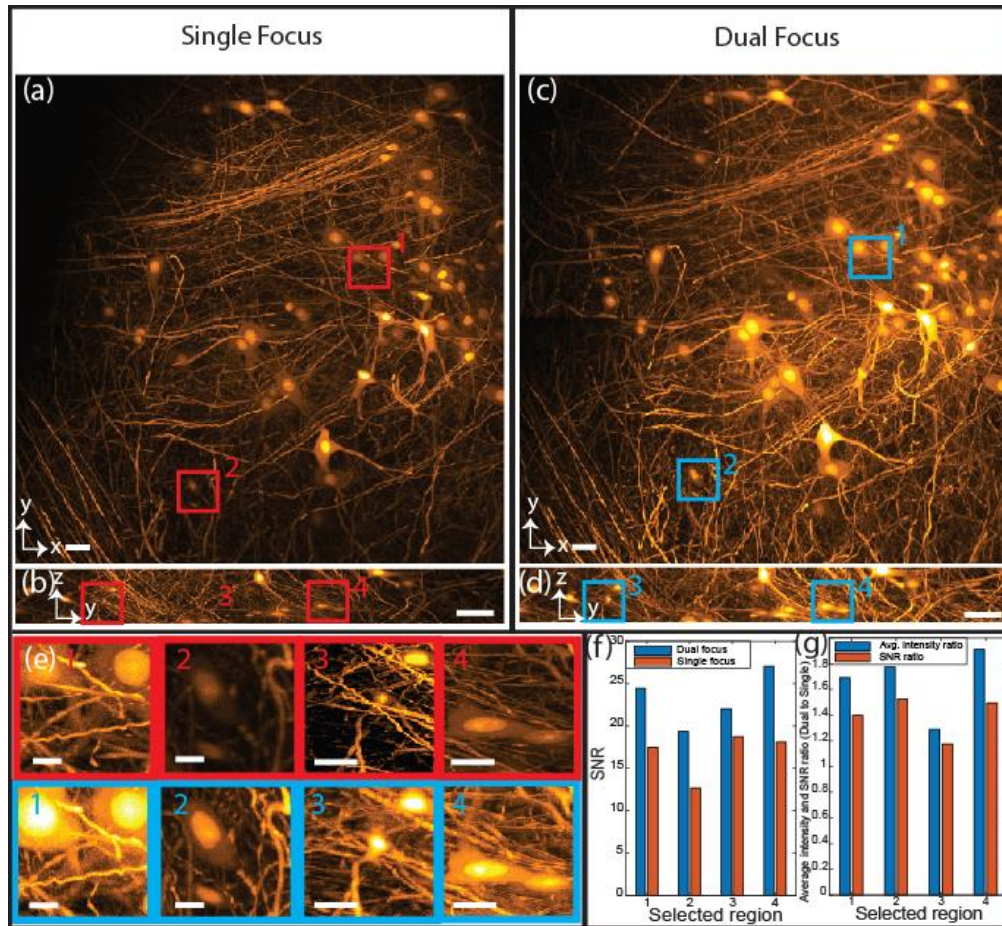 Single Focus
Dual Focus
(a)
1
2
y
x
(c)
1
2
y
x
(b)
z
y
3
4
(d)
z
y
3
4
(e)
1
2
3
4
1
2
3
4
(f)
30
25
20
15
10
5
0
SNR
Dual focus
Single focus
1 2 3 4
Selected region
(g)
1.8
1.6
1.4
1.2
1
0.8
0.6
0.4
0.2
0
Average intensity and SNR ratio (Dual to Single)
Avg. intensity ratio
SNR ratio
1 2 3 4
Selected region